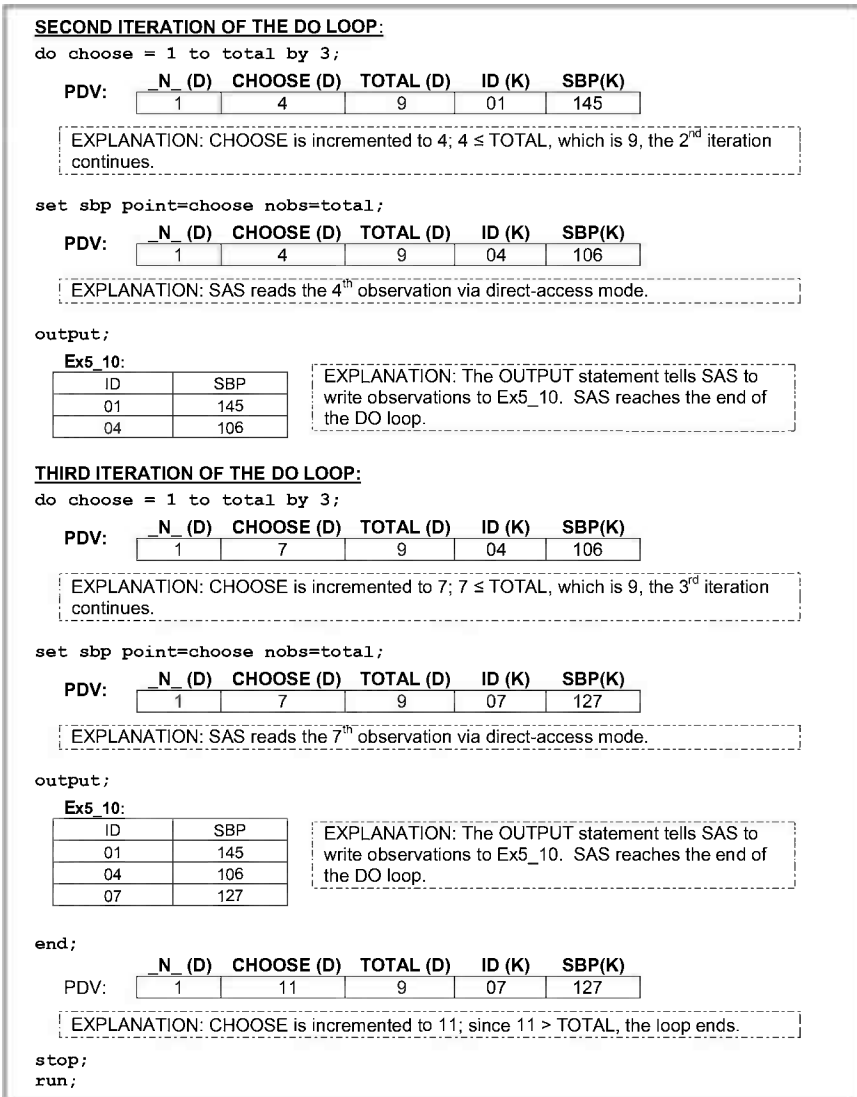 SECOND ITERATION OF THE DO LOOP:
do choose = 1 to total by 3;
PDV: _N_ (D) CHOOSE (D) TOTAL (D) ID (K) SBP(K)
1 4 9 01 145
EXPLANATION: CHOOSE is incremented to 4; 4 ≤ TOTAL, which is 9, the 2nd iteration
continues.
set sbp point=choose nobs=total;
PDV: _N_ (D) CHOOSE (D) TOTAL (D) ID (K) SBP(K)
1 4 9 04 106
EXPLANATION: SAS reads the 4th observation via direct-access mode.
output;
Ex5_10:
ID SBP
01 145
04 106
EXPLANATION: The OUTPUT statement tells SAS to
write observations to Ex5_10. SAS reaches the end of
the DO loop.
THIRD ITERATION OF THE DO LOOP:
do choose = 1 to total by 3;
PDV: _N_ (D) CHOOSE (D) TOTAL (D) ID (K) SBP(K)
1 7 9 04 106
EXPLANATION: CHOOSE is incremented to 7; 7 ≤ TOTAL, which is 9, the 3rd iteration
continues.
set sbp point=choose nobs=total;
PDV: _N_ (D) CHOOSE (D) TOTAL (D) ID (K) SBP(K)
1 7 9 07 127
EXPLANATION: SAS reads the 7th observation via direct-access mode.
output;
Ex5_10:
ID SBP
01 145
04 106
07 127
EXPLANATION: The OUTPUT statement tells SAS to
write observations to Ex5_10. SAS reaches the end of
the DO loop.
end;
_N_ (D) CHOOSE (D) TOTAL (D) ID (K) SBP(K)
PDV: 1 11 9 07 127
EXPLANATION: CHOOSE is incremented to 11; since 11 > TOTAL, the loop ends.
stop;
run;